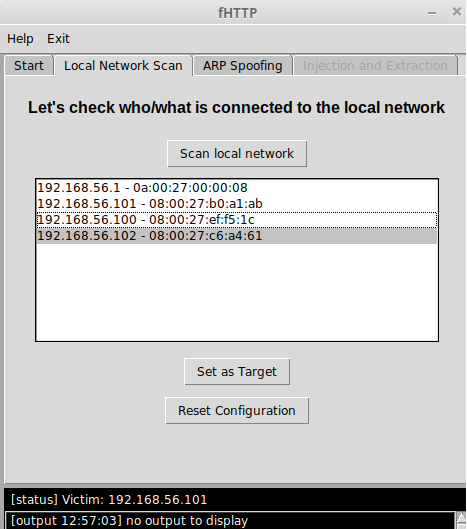 fHTTP
Help Exit
Start Local Network Scan ARP Spoofing Injection and Extraction
Let's check who/what is connected to the local network
Scan local network
192.168.56.1 - 0a:00:27:00:00:08
192.168.56.101 - 08:00:27:b0:a1:ab
192.168.56.100 - 08:00:27:ef:f5:1c
192.168.56.102 - 08:00:27:c6:a4:61
Set as Target
Reset Configuration
[status] Victim: 192.168.56.101
[output 12:57:03] no output to display